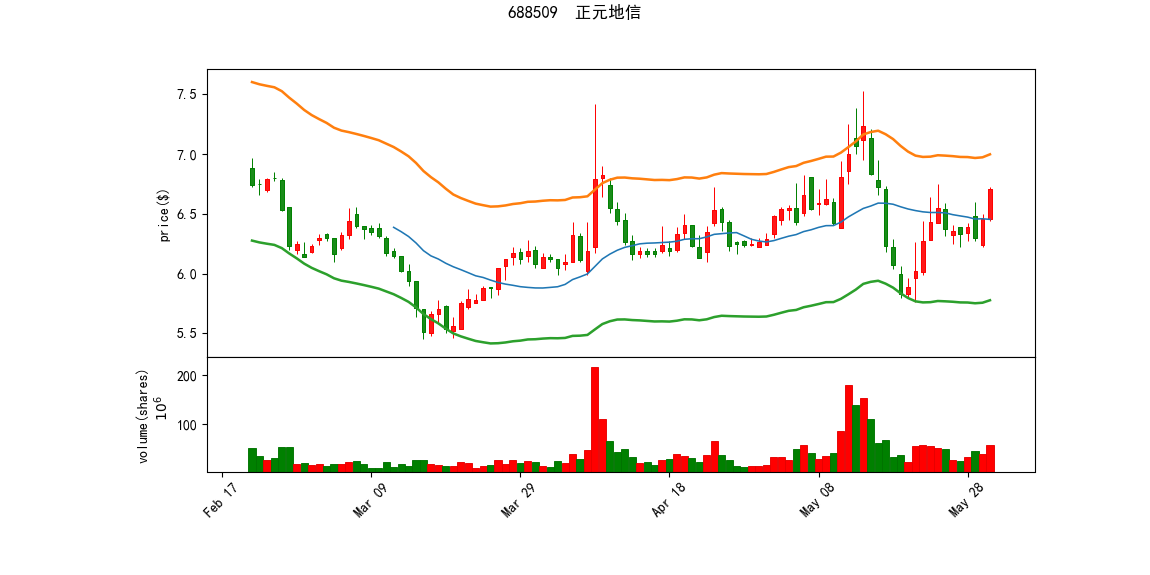 688509 正元地信
price($)
7.5
7.0
6.5
6.0
5.5
volume(shares)
10^6
200
100
Feb 17
Mar 09
Mar 29
Apr 18
May 08
May 28